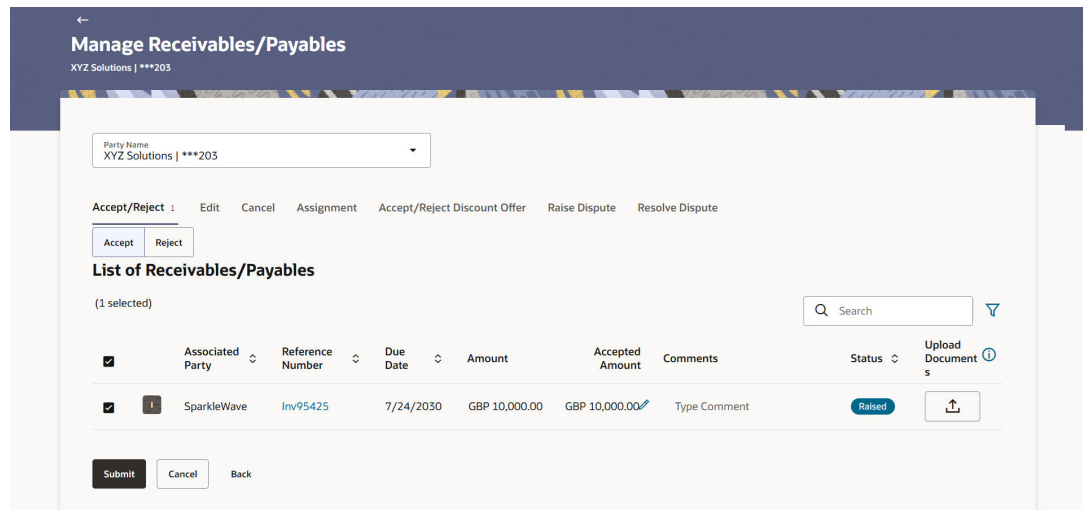 Manage Receivables/Payables
XYZ Solutions | ***203
Party Name
XYZ Solutions | ***203
Accept/Reject 1 Edit Cancel Assignment Accept/Reject Discount Offer Raise Dispute Resolve Dispute
Accept Reject
List of Receivables/Payables
(1 selected)
Search
Associated Party Reference Number Due Date Amount Accepted Amount Comments Status Upload Documents
I SparkleWave Inv95425 7/24/2030 GBP 10,000.00 GBP 10,000.00 Type Comment Raised
Submit Cancel Back